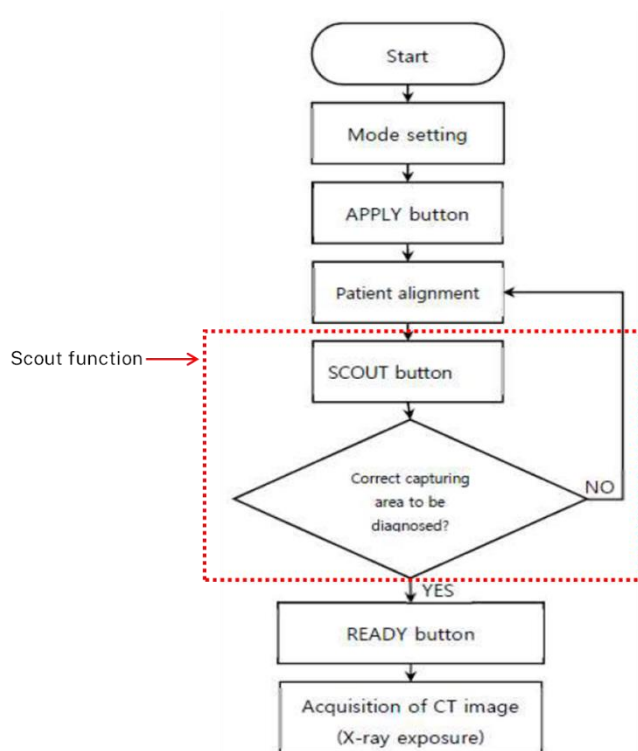 Start
Mode setting
APPLY button
Patient alignment
Scout function
SCOUT button
Correct capturing
area to be
diagnosed?
NO
YES
READY button
Acquisition of CT image
(X-ray exposure)